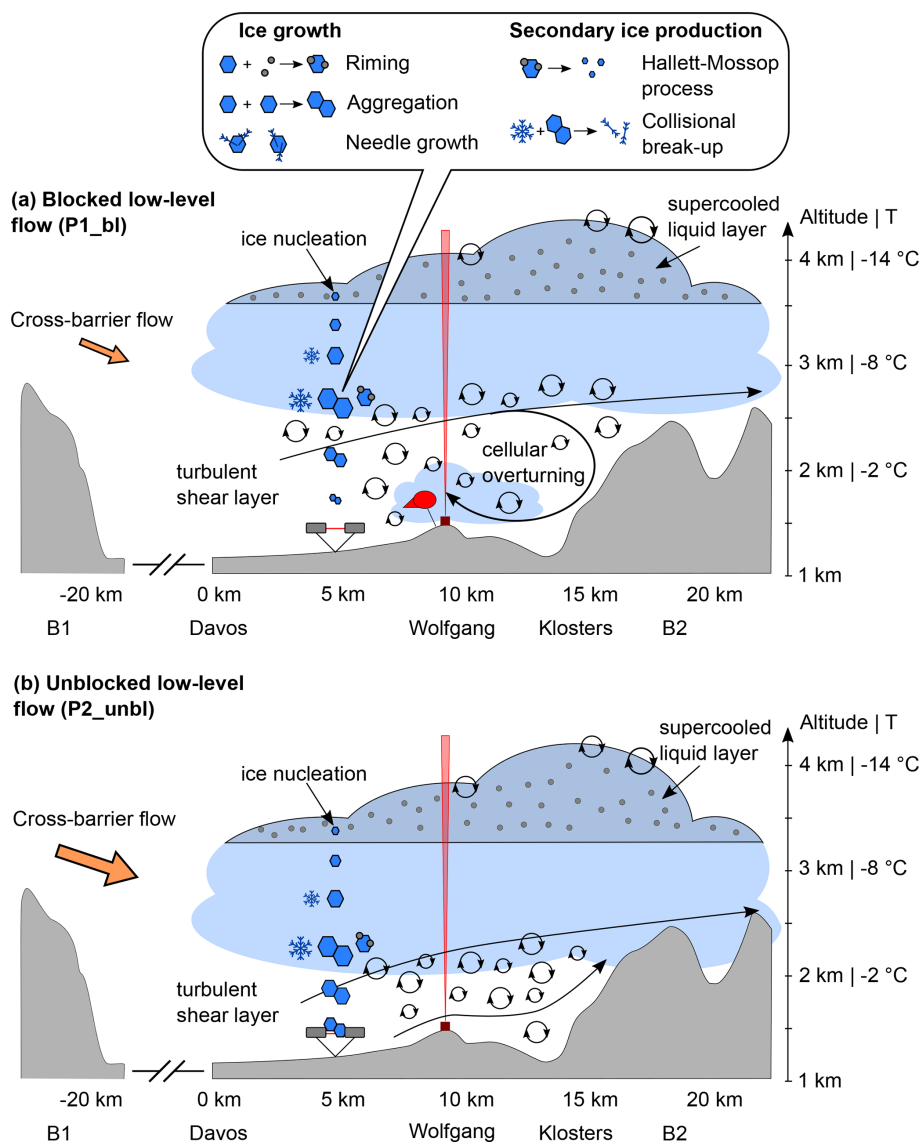 Ice growth
Secondary ice production
Riming
Hallett-Mossop
process
Aggregation
Collisional
break-up
Needle growth
(a) Blocked low-level
flow (P1_bl)
supercooled
liquid layer
Altitude | T
ice nucleation
4 km | -14 °C
Cross-barrier flow
3 km | -8 °C
cellular
overturning
2 km | -2 °C
turbulent
shear layer
1 km
-20 km
0 km
5 km
10 km
15 km
20 km
B1
Davos
Wolfgang
Klosters
B2
(b) Unblocked low-level
flow (P2_unbl)
supercooled
liquid layer
Altitude | T
ice nucleation
4 km | -14 °C
Cross-barrier flow
3 km | -8 °C
2 km | -2 °C
turbulent
shear layer
1 km
-20 km
0 km
5 km
10 km
15 km
20 km
B1
Davos
Wolfgang
Klosters
B2